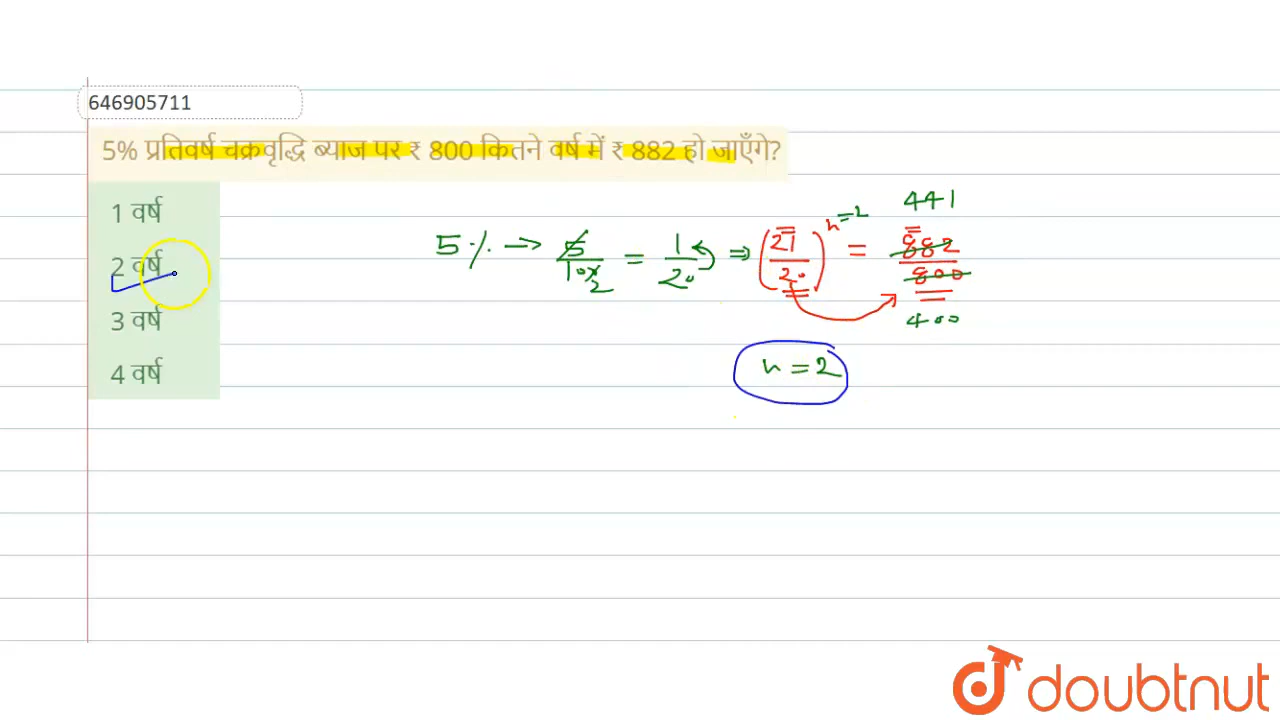 646905711
5% प्रतिवर्ष चक्रवृद्धि ब्याज पर ₹ 800 कितने वर्ष में ₹ 882 हो जाएँगे?
1 वर्ष
2 वर्ष
3 वर्ष
4 वर्ष
5% → 5/100 = 1/20 ⇒ (21/20)^n=2 = 882/800
2
441
400
n = 2
doubtnut